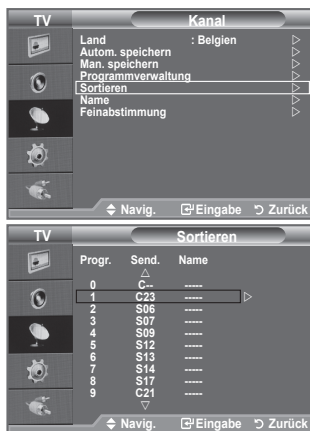 TV Kanal
Land : Belgien
Autom. speichern
Man. speichern
Programmverwaltung
Sortieren
Name
Feinabstimmung
Navig. Eingabe Zurück
TV Sortieren
Progr. Send. Name
0 C-- -----
1 C23 -----
2 S06 -----
3 S07 -----
4 S09 -----
5 S12 -----
6 S13 -----
7 S14 -----
8 S17 -----
9 C21 -----
Navig. Eingabe Zurück